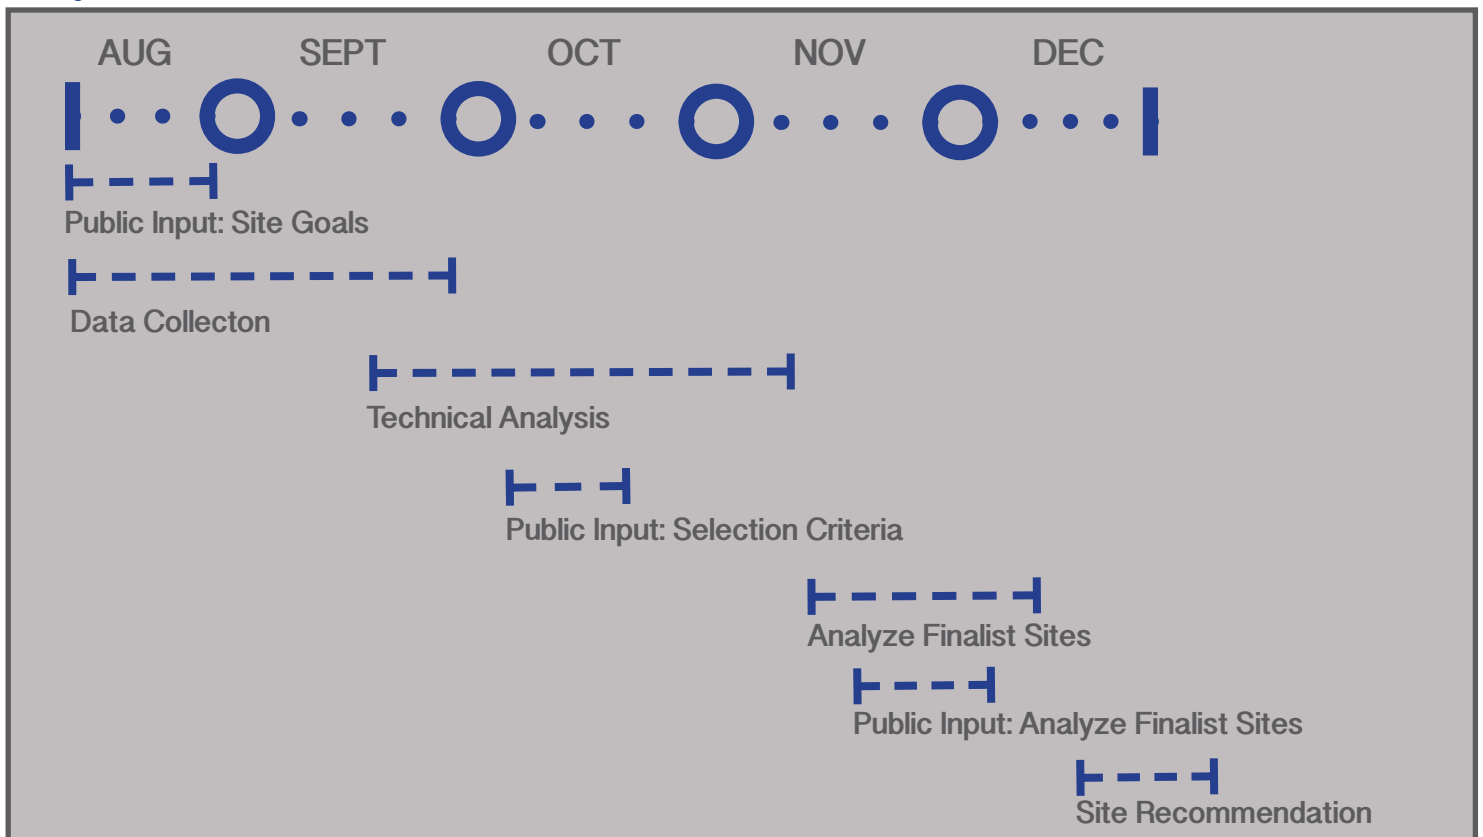 AUG SEPT OCT NOV DEC
Public Input: Site Goals
Data Collecton
Technical Analysis
Public Input: Selection Criteria
Analyze Finalist Sites
Public Input: Analyze Finalist Sites
Site Recommendation